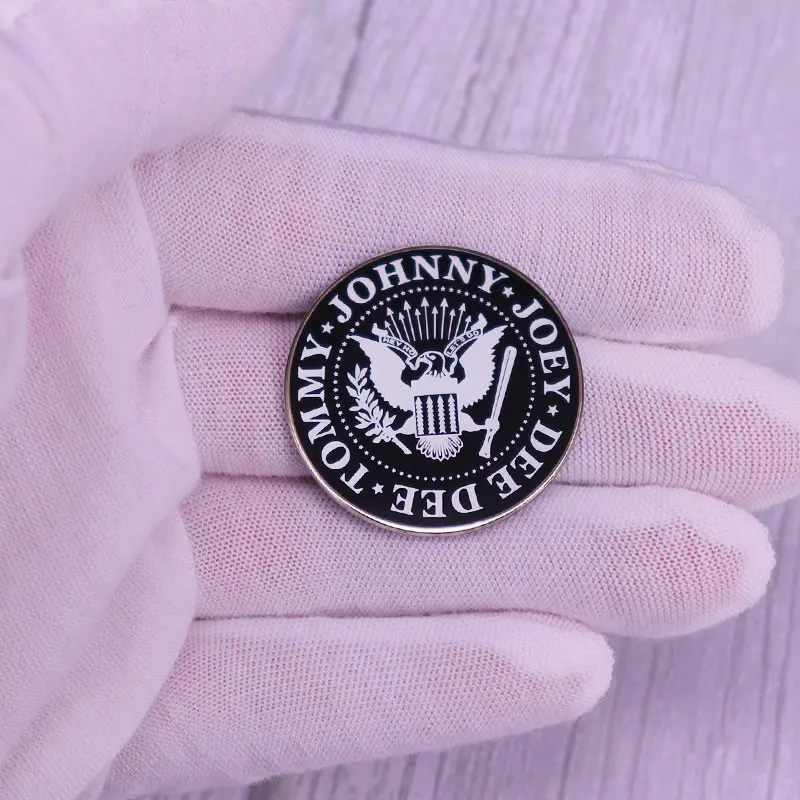 JOHNNY ★ JOEY ★ DEE DEE ★ TOMMY ★
HEY HO LET'S GO